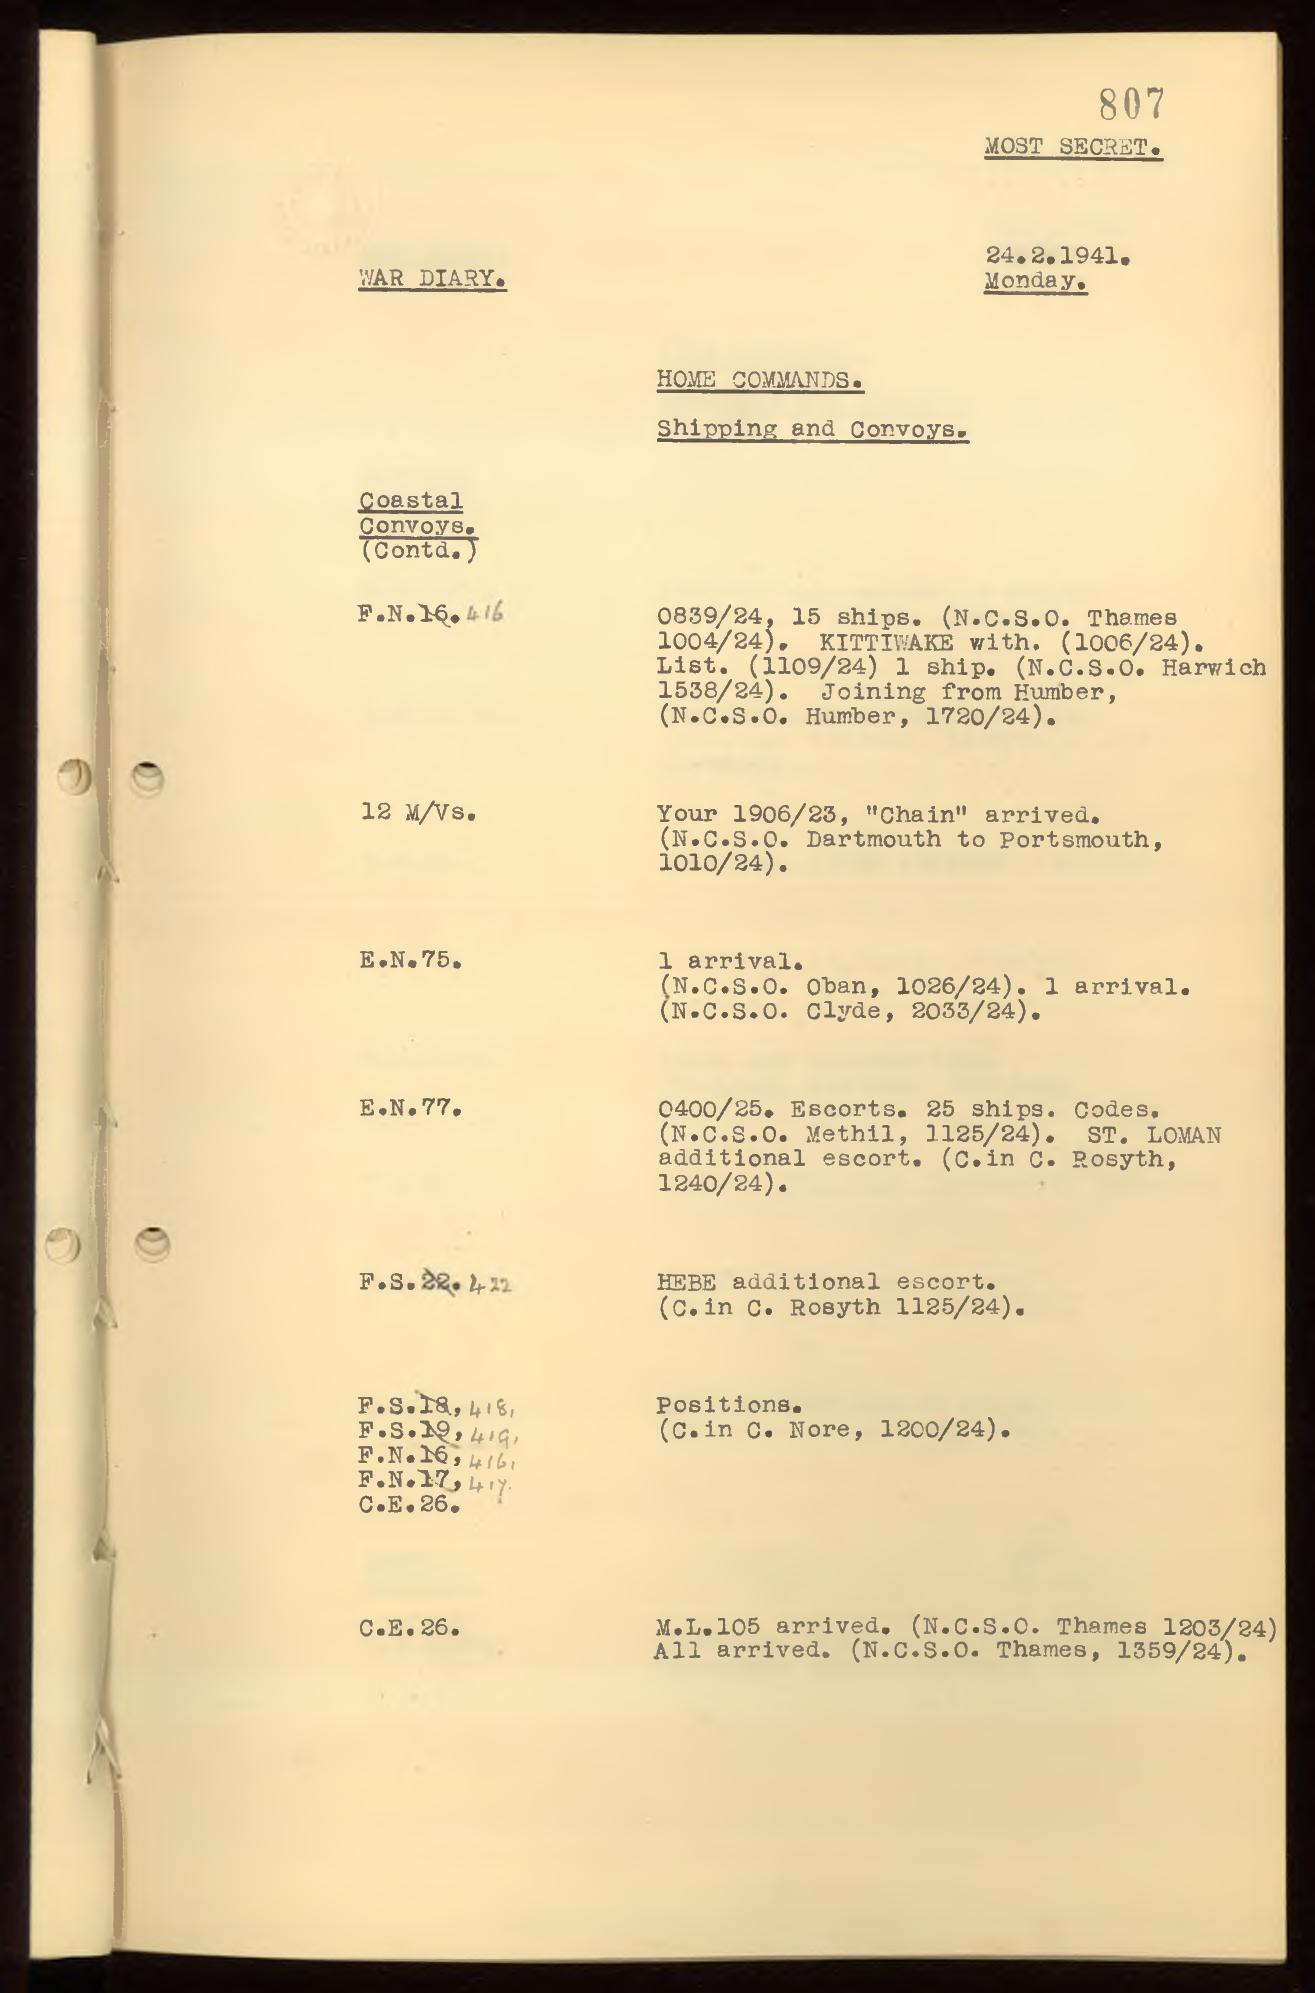 807
MOST SECRET.
24.2.1941.
WAR DIARY.
Monday.
HOME COMMANDS.
Shipping and Convoys.
Coastal
Convoys.
(Contd.)
F.N.16. 416
0839/24, 15 ships. (N.C.S.O. Thames
1004/24). KITTIWAKE with. (1006/24).
List. (1109/24) 1 ship. (N.C.S.O. Harwich
1538/24). Joining from Humber,
(N.C.S.O. Humber, 1720/24).
12 M/Vs.
Your 1906/23, "Chain" arrived.
(N.C.S.O. Dartmouth to Portsmouth,
1010/24).
E.N.75.
1 arrival.
(N.C.S.O. Oban, 1026/24). 1 arrival.
(N.C.S.O. Clyde, 2033/24).
E.N.77.
0400/25. Escorts. 25 ships. Codes.
(N.C.S.O. Methil, 1125/24). ST. LOMAN
additional escort. (C.in C. Rosyth,
1240/24).
F.S.22. 422
HEBE additional escort.
(C.in C. Rosyth 1125/24).
F.S.18, 418,
F.S.19, 419,
F.N.16, 416,
F.N.17, 417.
C.E.26.
Positions.
(C.in C. Nore, 1200/24).
C.E.26.
M.L.105 arrived. (N.C.S.O. Thames 1203/24)
All arrived. (N.C.S.O. Thames, 1359/24).